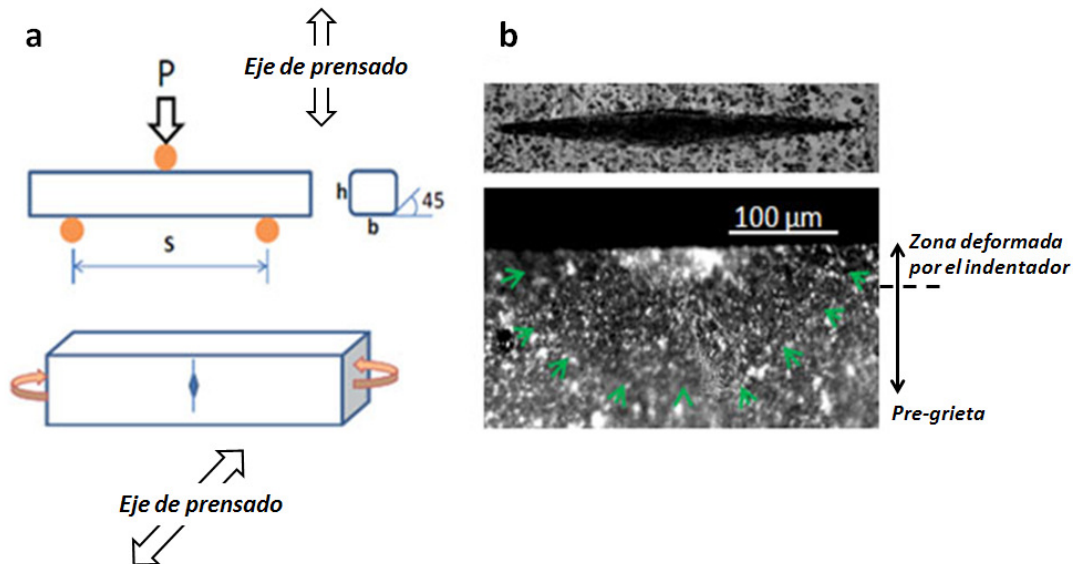 a
Eje de prensado
P
h
45
b
S
Eje de prensado
b
100 µm
Zona deformada
por el indentador
Pre-grieta